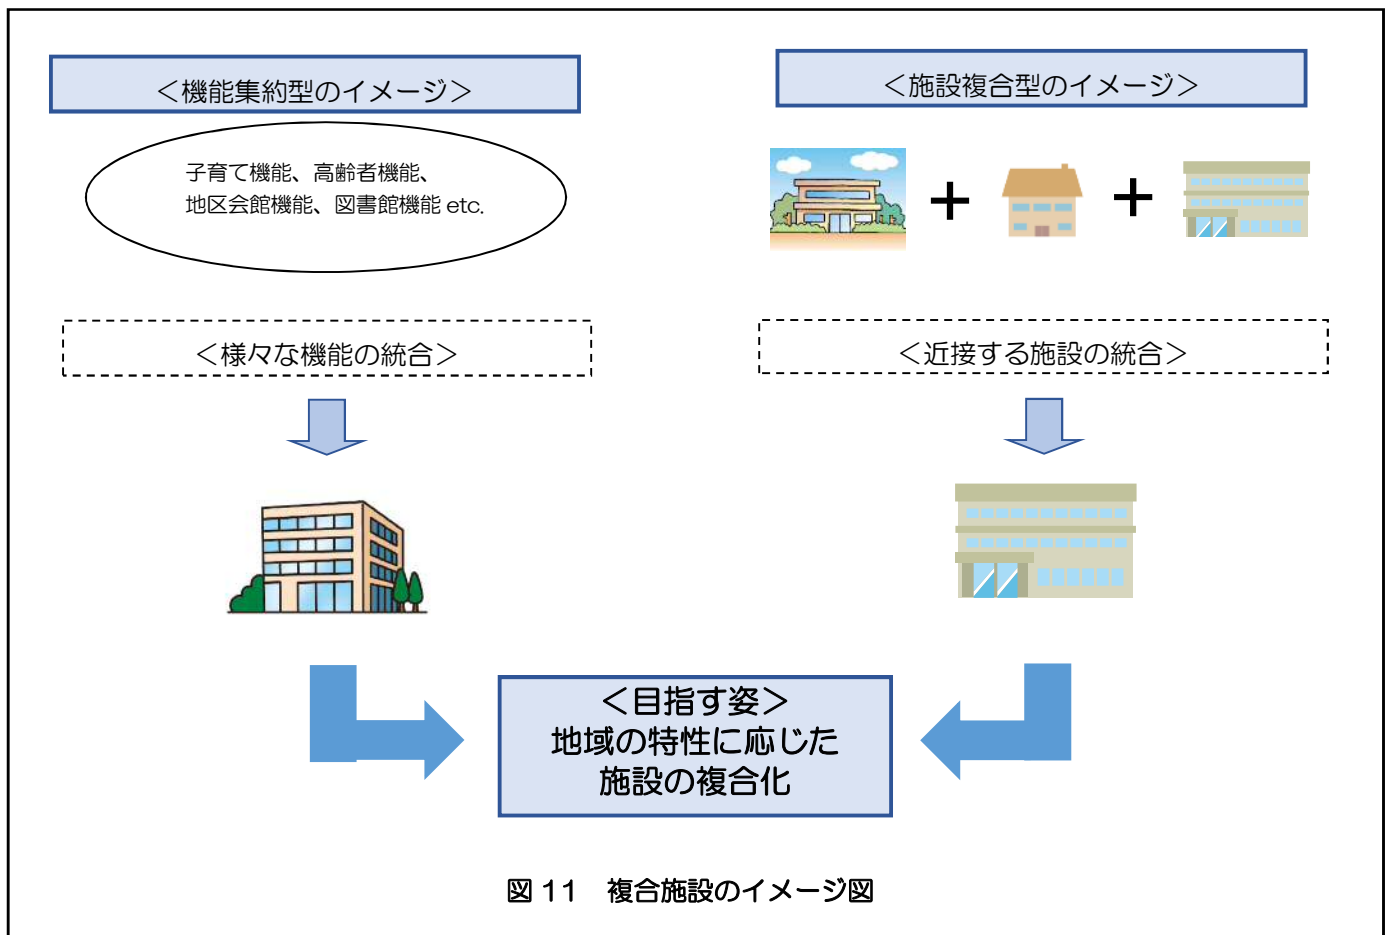 ＜機能集約型のイメージ＞
子育て機能、高齢者機能、
地区会館機能、図書館機能 etc.
＜様々な機能の統合＞
＜施設複合型のイメージ＞
＋ ＋
＜近接する施設の統合＞
＜目指す姿＞
地域の特性に応じた
施設の複合化
図 11　複合施設のイメージ図